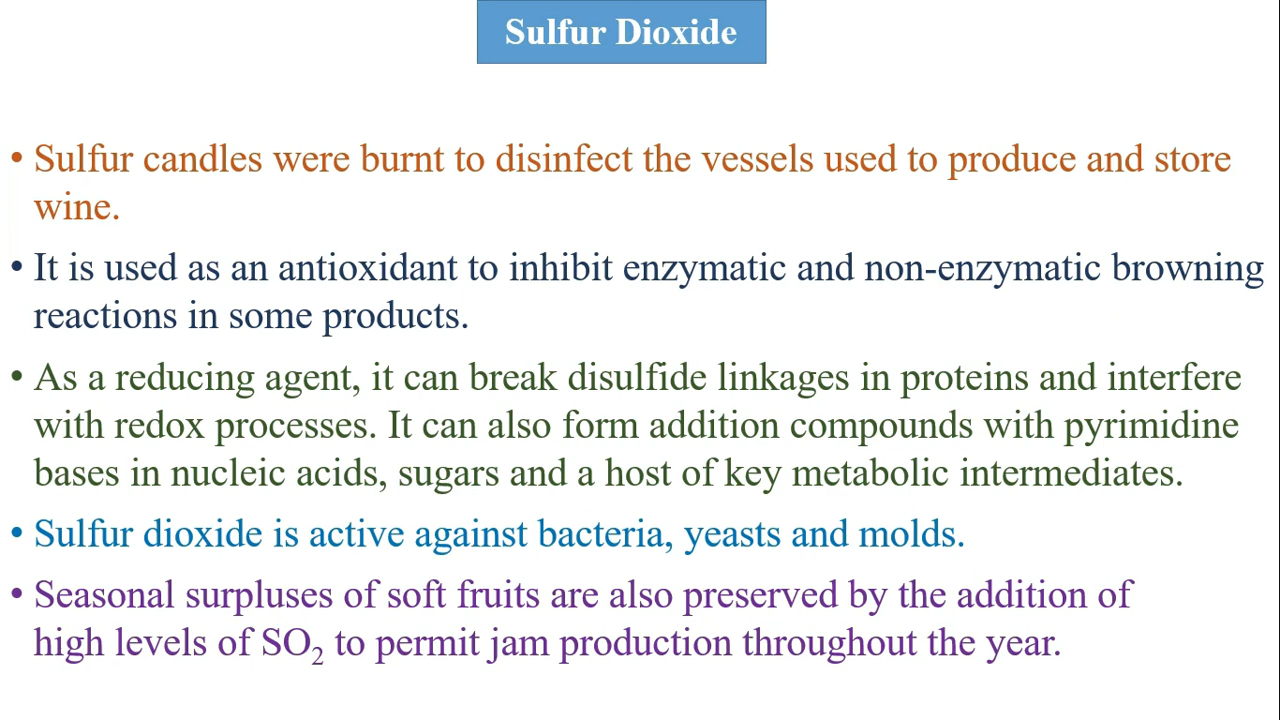 Sulfur Dioxide
• Sulfur candles were burnt to disinfect the vessels used to produce and store
wine.
• It is used as an antioxidant to inhibit enzymatic and non-enzymatic browning
reactions in some products.
• As a reducing agent, it can break disulfide linkages in proteins and interfere
with redox processes. It can also form addition compounds with pyrimidine
bases in nucleic acids, sugars and a host of key metabolic intermediates.
• Sulfur dioxide is active against bacteria, yeasts and molds.
• Seasonal surpluses of soft fruits are also preserved by the addition of
high levels of SO₂ to permit jam production throughout the year.